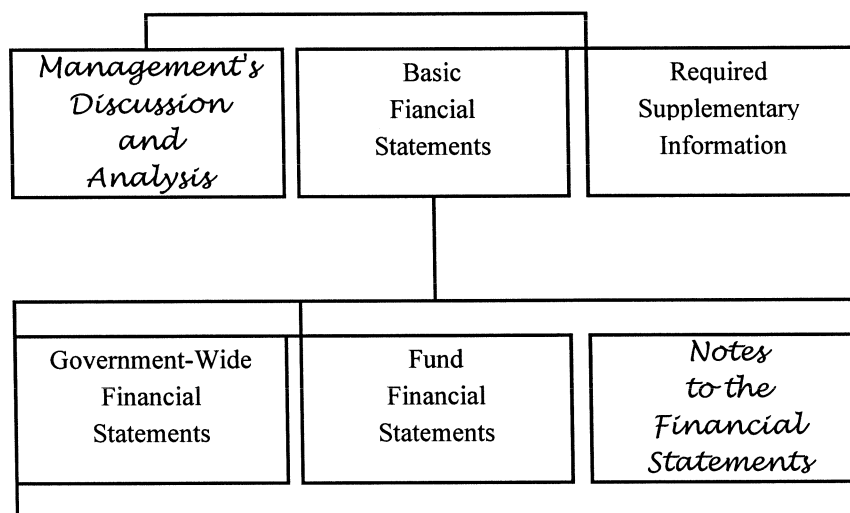 Management's
Discussion
and
Analysis
Basic
Fiancial
Statements
Required
Supplementary
Information
Government-Wide
Financial
Statements
Fund
Financial
Statements
Notes
to the
Financial
Statements